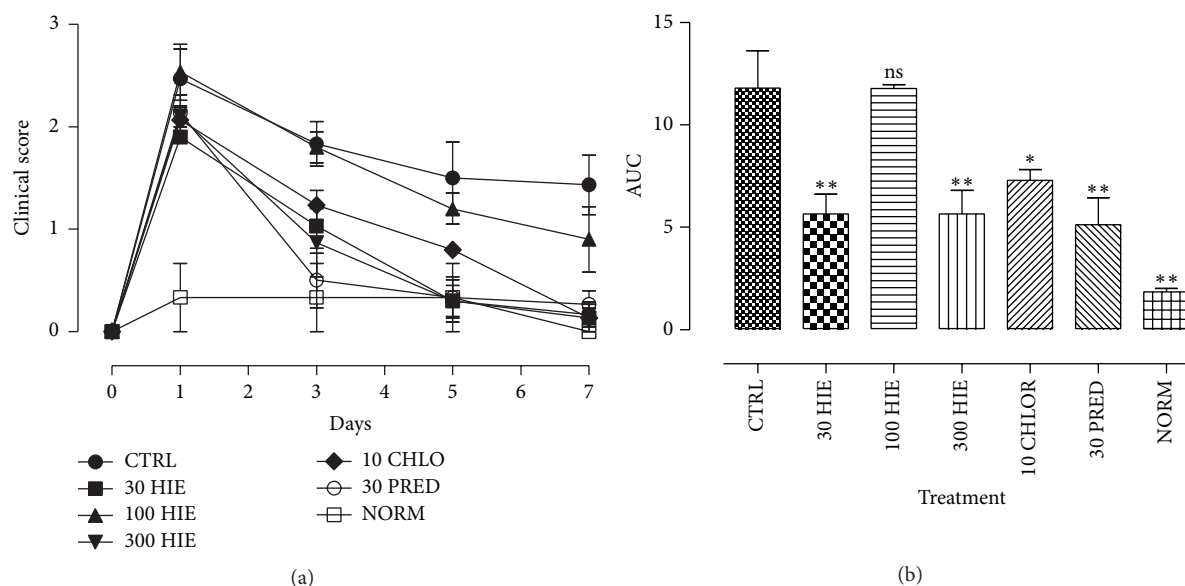 3
2
1
0
Clinical score
0 1 2 3 4 5 6 7
Days
CTRL
30 HIE
100 HIE
300 HIE
10 CHLO
30 PRED
NORM
(a)
15
10
5
0
AUC
**
ns
**
*
**
**
CTRL
30 HIE
100 HIE
300 HIE
10 CHLOR
30 PRED
NORM
Treatment
(b)